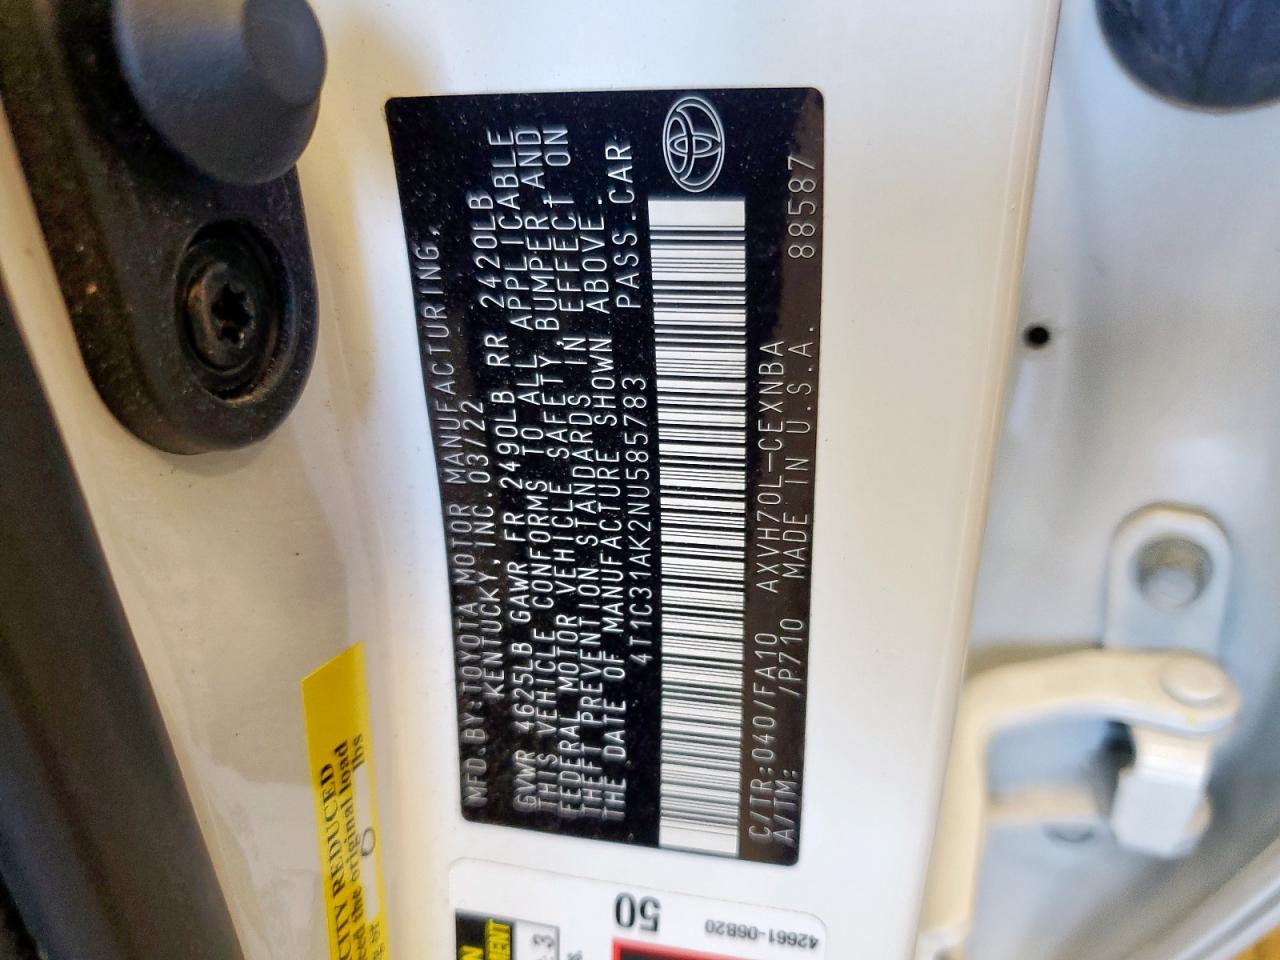 MFD.BY:TOYOTA MOTOR MANUFACTURING,
KENTUCKY, INC. 03/22
GVWR 4625LB GAWR FR 2490LB RR 2420LB
THIS VEHICLE CONFORMS TO ALL APPLICABLE
FEDERAL MOTOR VEHICLE SAFETY, BUMPER, AND
THEFT PREVENTION STANDARDS IN EFFECT ON
THE DATE OF MANUFACTURE SHOWN ABOVE.
4T1C31AK2NU585783 PASS.CAR
C/TR:040/FA10 AXVH70L-CEXNBA 88587
A/TM: /P710 MADE IN U.S.A.
CITY REDUCED
the original load
0 lbs
50
42661-06B20